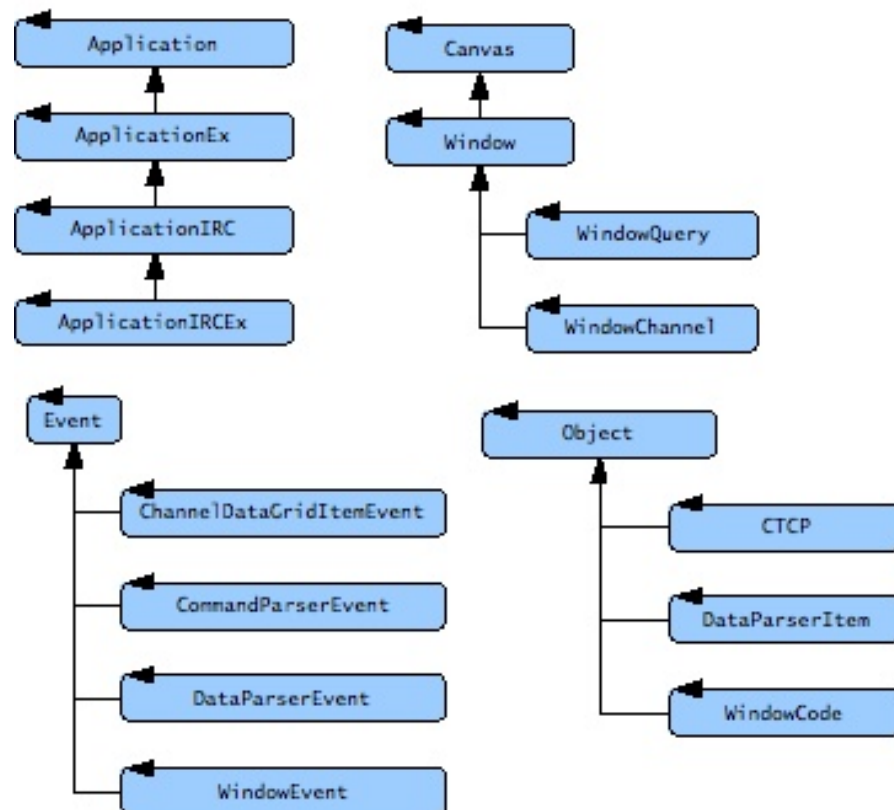 Application
ApplicationEx
ApplicationIRC
ApplicationIRCEx
Canvas
Window
WindowQuery
WindowChannel
Event
ChannelDataGridItemEvent
CommandParserEvent
DataParserEvent
WindowEvent
Object
CTCP
DataParserItem
WindowCode